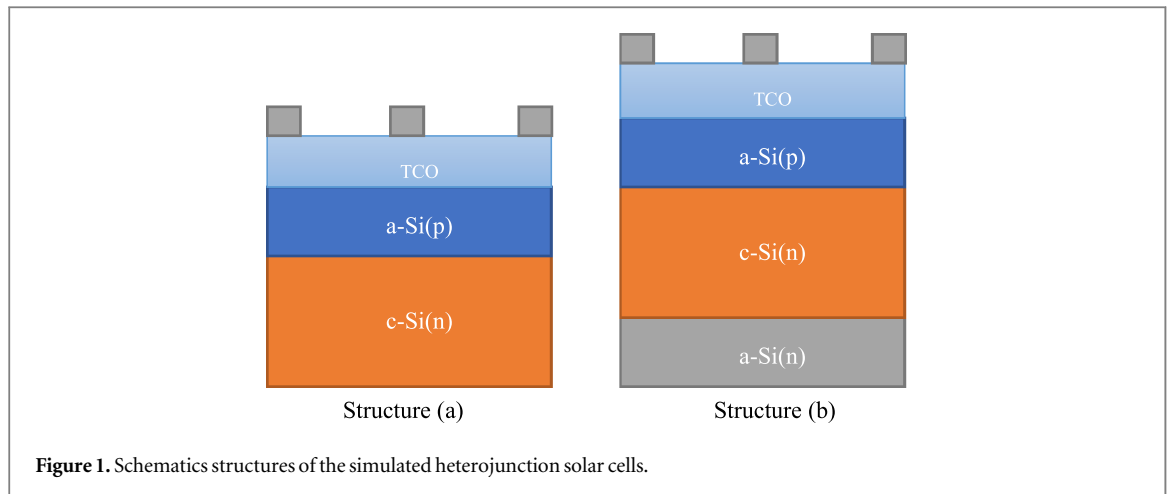 TCO
a-Si(p)
c-Si(n)
Structure (a)
TCO
a-Si(p)
c-Si(n)
a-Si(n)
Structure (b)
Figure 1. Schematics structures of the simulated heterojunction solar cells.